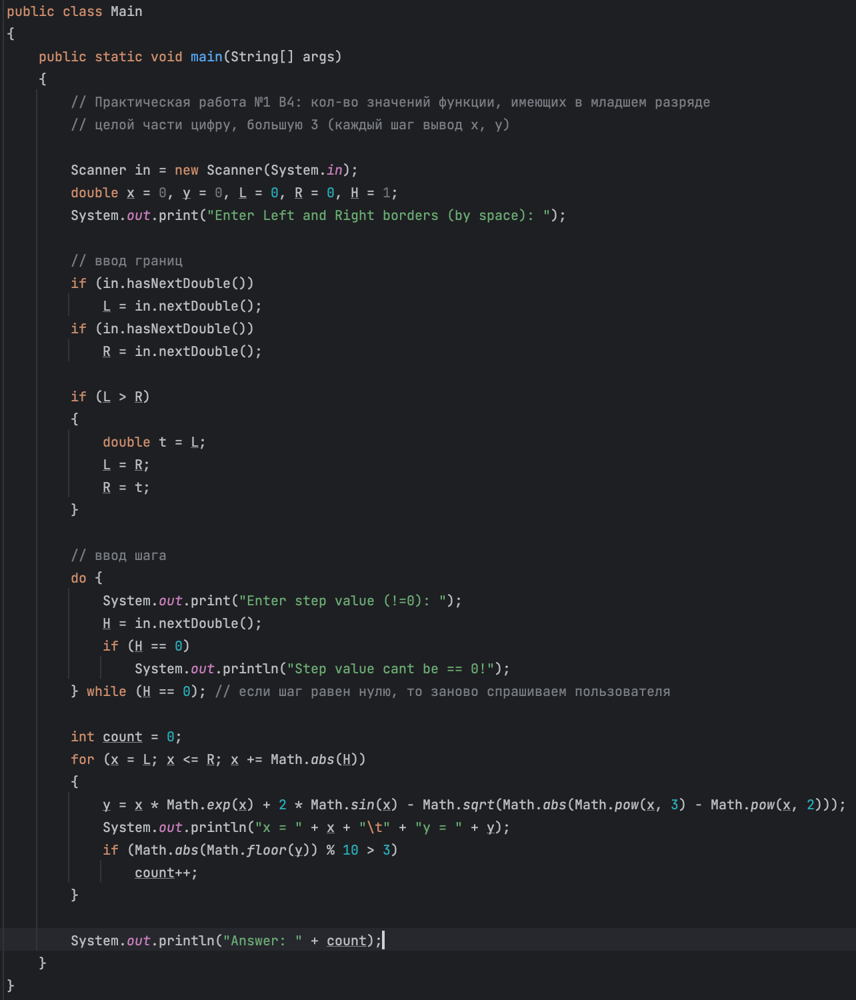 public class Main
{
    public static void main(String[] args)
    {
        // Практическая работа №1 В4: кол-во значений функции, имеющих в младшем разряде
        // целой части цифру, большую 3 (каждый шаг вывод x, y)

        Scanner in = new Scanner(System.in);
        double x = 0, y = 0, L = 0, R = 0, H = 1;
        System.out.print("Enter Left and Right borders (by space): ");

        // ввод границ
        if (in.hasNextDouble())
            L = in.nextDouble();
        if (in.hasNextDouble())
            R = in.nextDouble();

        if (L > R)
        {
            double t = L;
            L = R;
            R = t;
        }

        // ввод шага
        do {
            System.out.print("Enter step value (!=0): ");
            H = in.nextDouble();
            if (H == 0)
                System.out.println("Step value cant be == 0!");
        } while (H == 0); // если шаг равен нулю, то заново спрашиваем пользователя

        int count = 0;
        for (x = L; x <= R; x += Math.abs(H))
        {
            y = x * Math.exp(x) + 2 * Math.sin(x) - Math.sqrt(Math.abs(Math.pow(x, 3) - Math.pow(x, 2)));
            System.out.println("x = " + x + "\t" + "y = " + y);
            if (Math.abs(Math.floor(y)) % 10 > 3)
                count++;
        }

        System.out.println("Answer: " + count);
    }
}